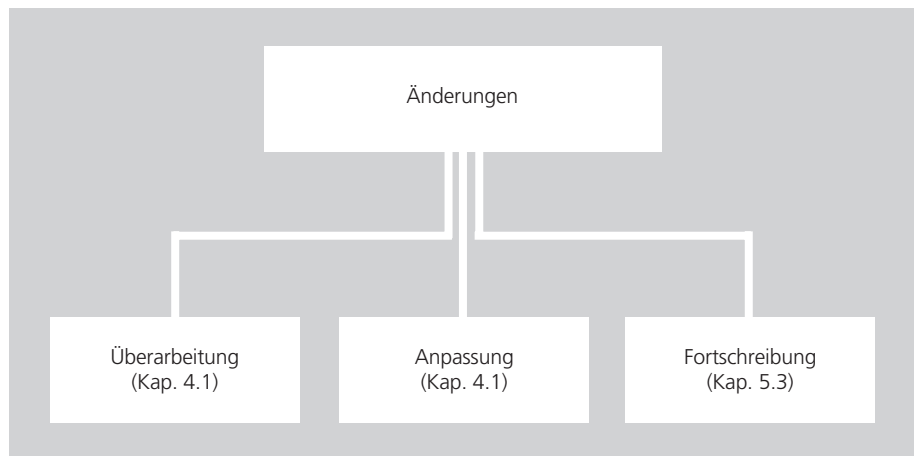 Änderungen
Überarbeitung
(Kap. 4.1)
Anpassung
(Kap. 4.1)
Fortschreibung
(Kap. 5.3)